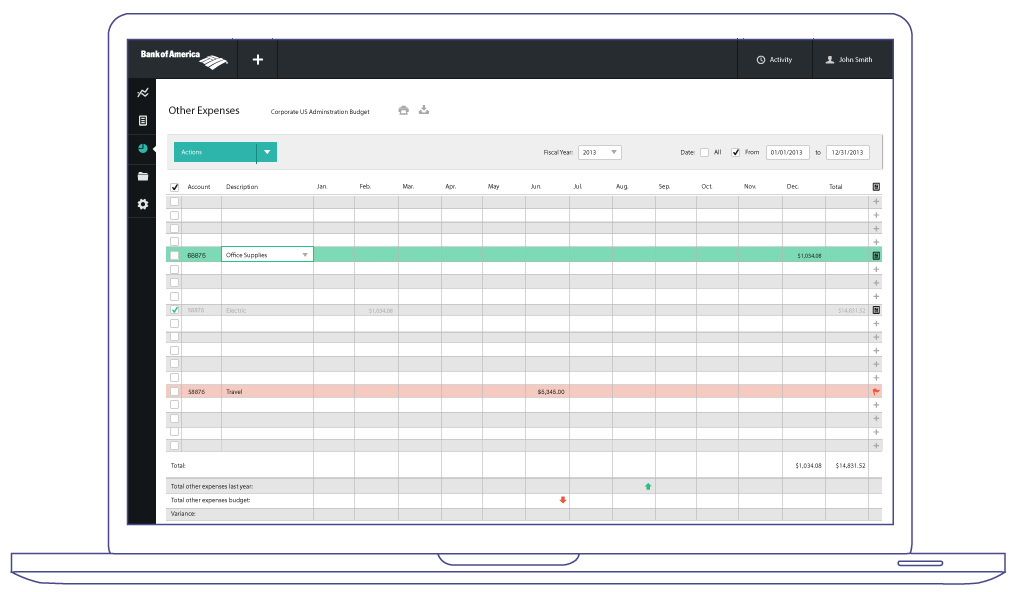 Bank of America
+
Activity
John Smith
Other Expenses
Corporate US Adminstration Budget
Actions
Fiscal Year: 2013
Date: All From 01/01/2013 to 12/31/2013
Account Description Jan. Feb. Mar. Apr. May Jun. Jul. Aug. Sep. Oct. Nov. Dec. Total
68876 Office Supplies $1,034.08
58876 Electric $1,034.08 $14,831.52
58876 Travel $8,346.00
Total: $1,034.08 $14,831.52
Total other expenses last year:
Total other expenses budget:
Variance: